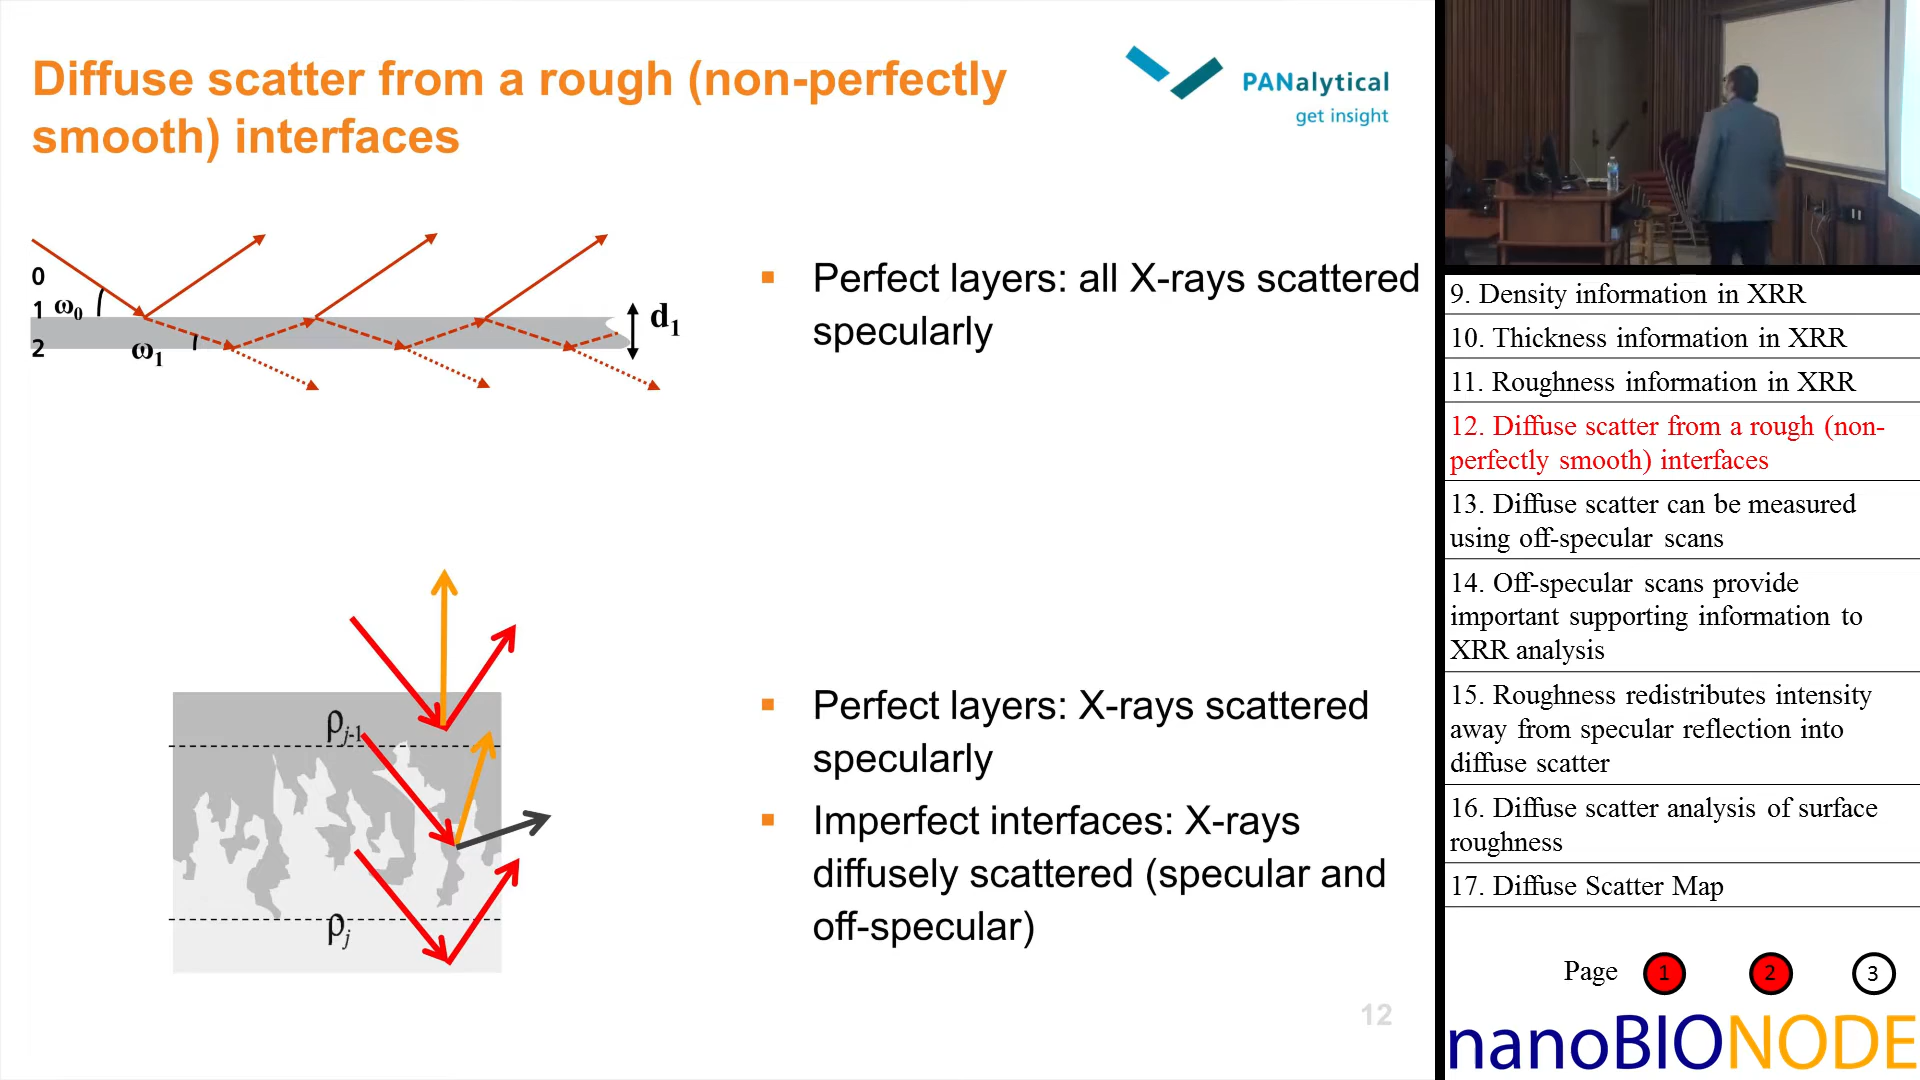 Diffuse scatter from a rough (non-perfectly
smooth) interfaces
PANalytical
get insight
0
1
2
ω0
ω1
d1
Perfect layers: all X-rays scattered
specularly
ρj-1
ρj
Perfect layers: X-rays scattered
specularly
Imperfect interfaces: X-rays
diffusely scattered (specular and
off-specular)
12
9. Density information in XRR
10. Thickness information in XRR
11. Roughness information in XRR
12. Diffuse scatter from a rough (non-
perfectly smooth) interfaces
13. Diffuse scatter can be measured
using off-specular scans
14. Off-specular scans provide
important supporting information to
XRR analysis
15. Roughness redistributes intensity
away from specular reflection into
diffuse scatter
16. Diffuse scatter analysis of surface
roughness
17. Diffuse Scatter Map
Page 1 2 3
nanoBIONODE